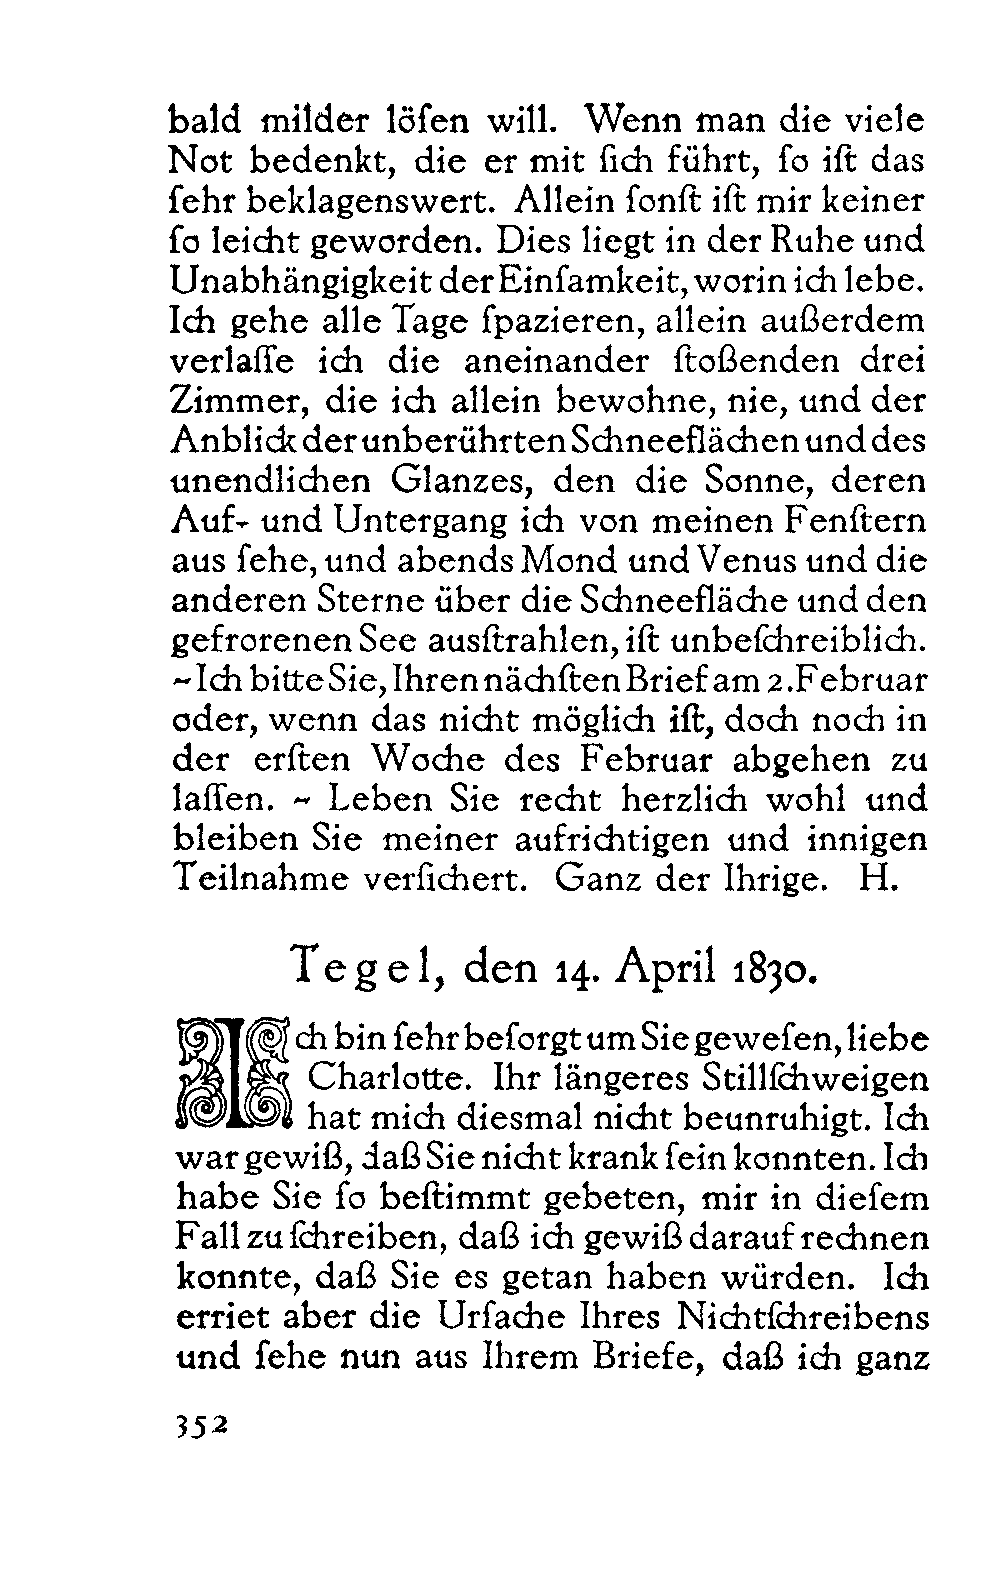 bald milder löſen will. Wenn man die viele
Not bedenkt, die er mit ſich führt, ſo iſt das
ſehr beklagenswert. Allein ſonſt iſt mir keiner
ſo leicht geworden. Dies liegt in der Ruhe und
Unabhängigkeit der Einſamkeit, worin ich lebe.
Ich gehe alle Tage ſpazieren, allein außerdem
verlaſſe ich die aneinander ſtoßenden drei
Zimmer, die ich allein bewohne, nie, und der
Anblick der unberührten Schneeflächen und des
unendlichen Glanzes, den die Sonne, deren
Auf- und Untergang ich von meinen Fenſtern
aus ſehe, und abends Mond und Venus und die
anderen Sterne über die Schneefläche und den
gefrorenen See ausſtrahlen, iſt unbeſchreiblich.
~ Ich bitte Sie, Ihren nächſten Brief am 2. Februar
oder, wenn das nicht möglich iſt, doch noch in
der erſten Woche des Februar abgehen zu
laſſen. ~ Leben Sie recht herzlich wohl und
bleiben Sie meiner aufrichtigen und innigen
Teilnahme verſichert. Ganz der Ihrige. H.
Tegel, den 14. April 1830.
Ich bin ſehr beſorgt um Sie geweſen, liebe
Charlotte. Ihr längeres Stillſchweigen
hat mich diesmal nicht beunruhigt. Ich
war gewiß, daß Sie nicht krank ſein konnten. Ich
habe Sie ſo beſtimmt gebeten, mir in dieſem
Fall zu ſchreiben, daß ich gewiß darauf rechnen
konnte, daß Sie es getan haben würden. Ich
erriet aber die Urſache Ihres Nichtſchreibens
und ſehe nun aus Ihrem Briefe, daß ich ganz
352